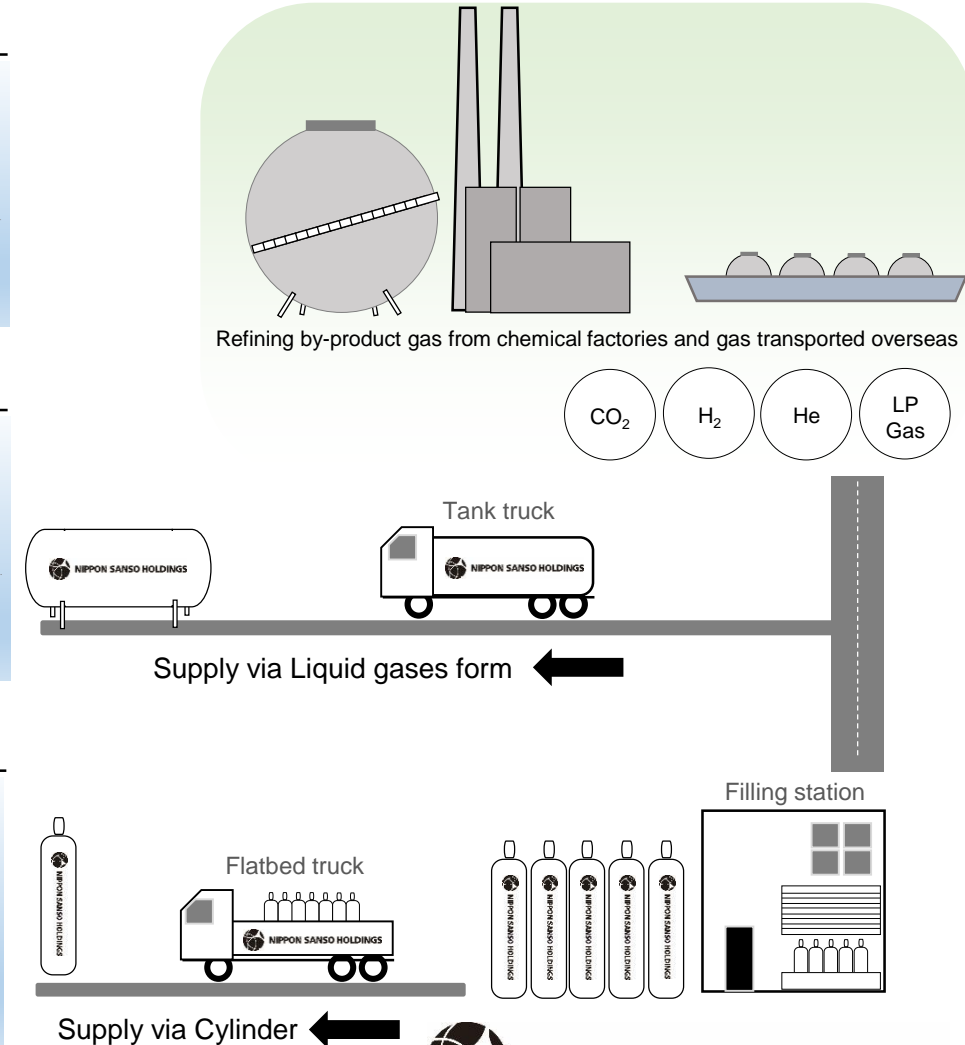 Refining by-product gas from chemical factories and gas transported overseas
CO₂
H₂
He
LP
Gas
Tank truck
NIPPON SANSO HOLDINGS
NIPPON SANSO HOLDINGS
Supply via Liquid gases form
Filling station
Flatbed truck
NIPPON SANSO HOLDINGS
NIPPON SANSO HOLDINGS
NIPPON SANSO HOLDINGS
NIPPON SANSO HOLDINGS
NIPPON SANSO HOLDINGS
NIPPON SANSO HOLDINGS
NIPPON SANSO HOLDINGS
Supply via Cylinder